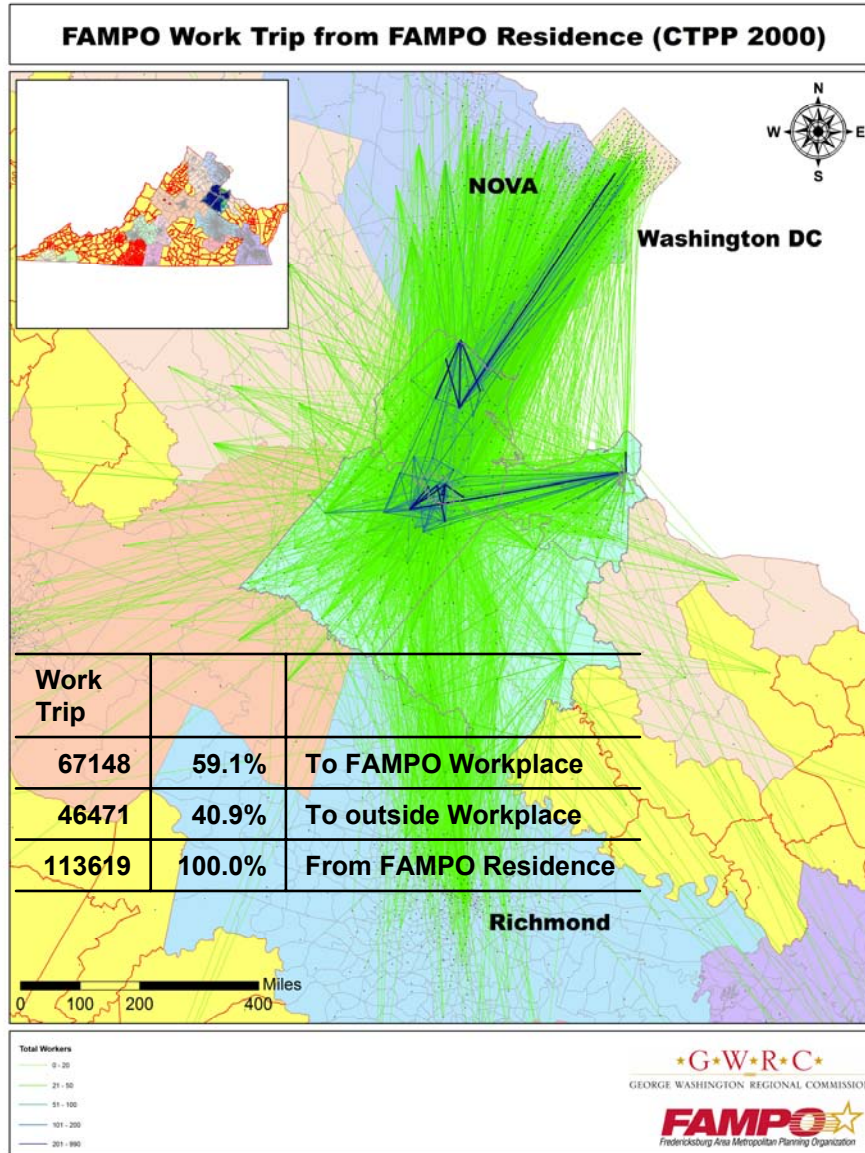 FAMPO Work Trip from FAMPO Residence (CTPP 2000)
N
W E
S
NOVA
Washington DC
Work
Trip
67148 59.1% To FAMPO Workplace
46471 40.9% To outside Workplace
113619 100.0% From FAMPO Residence
Richmond
Miles
0 100 200 400
Total Workers
0 - 20
21 - 50
51 - 100
101 - 200
201 - 990
G W R C
GEORGE WASHINGTON REGIONAL COMMISSION
FAMPO
Fredericksburg Area Metropolitan Planning Organization